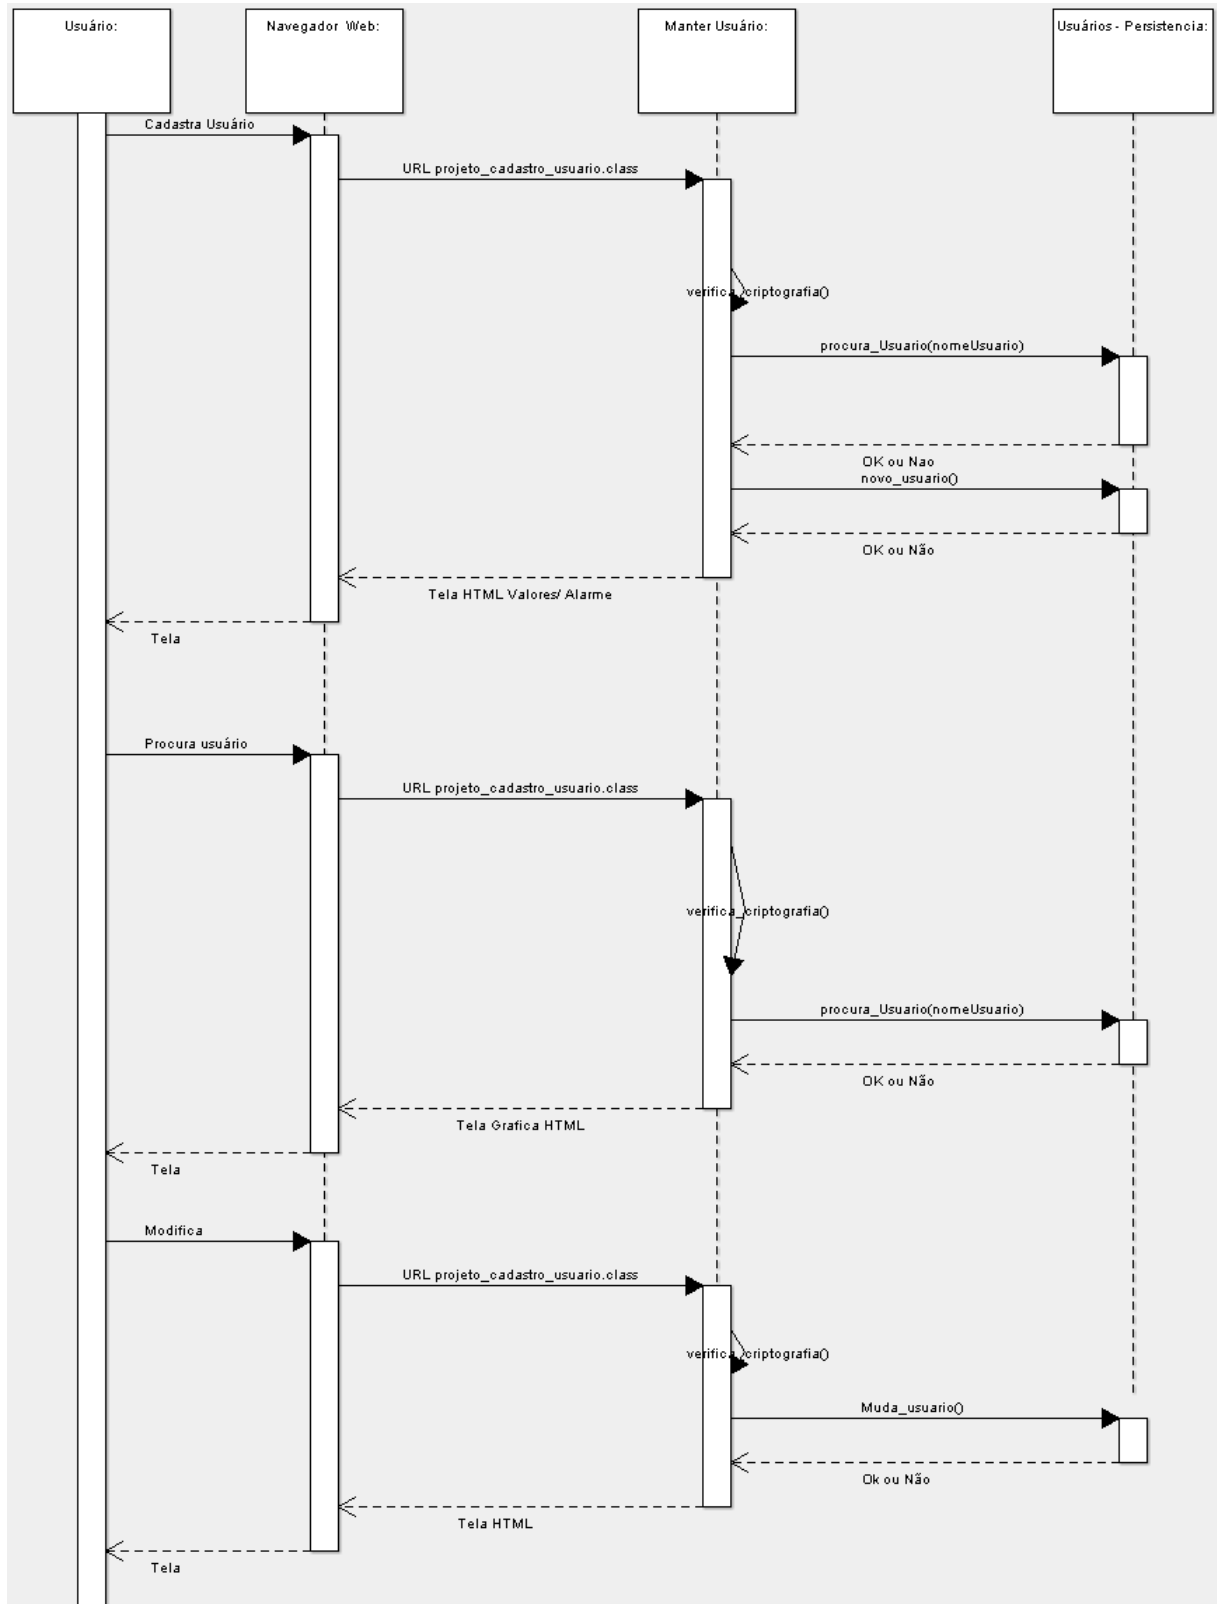 Usuário:
Navegador Web:
Manter Usuário:
Usuários - Persistencia:
Cadastra Usuário
URL projeto_cadastro_usuario.class
verifica_criptografia()
procura_Usuario(nomeUsuario)
OK ou Nao
novo_usuario()
OK ou Não
Tela HTML Valores/ Alarme
Tela
Procura usuário
URL projeto_cadastro_usuario.class
verifica_criptografia()
procura_Usuario(nomeUsuario)
OK ou Não
Tela Grafica HTML
Tela
Modifica
URL projeto_cadastro_usuario.class
verifica_criptografia()
Muda_usuario()
Ok ou Não
Tela HTML
Tela